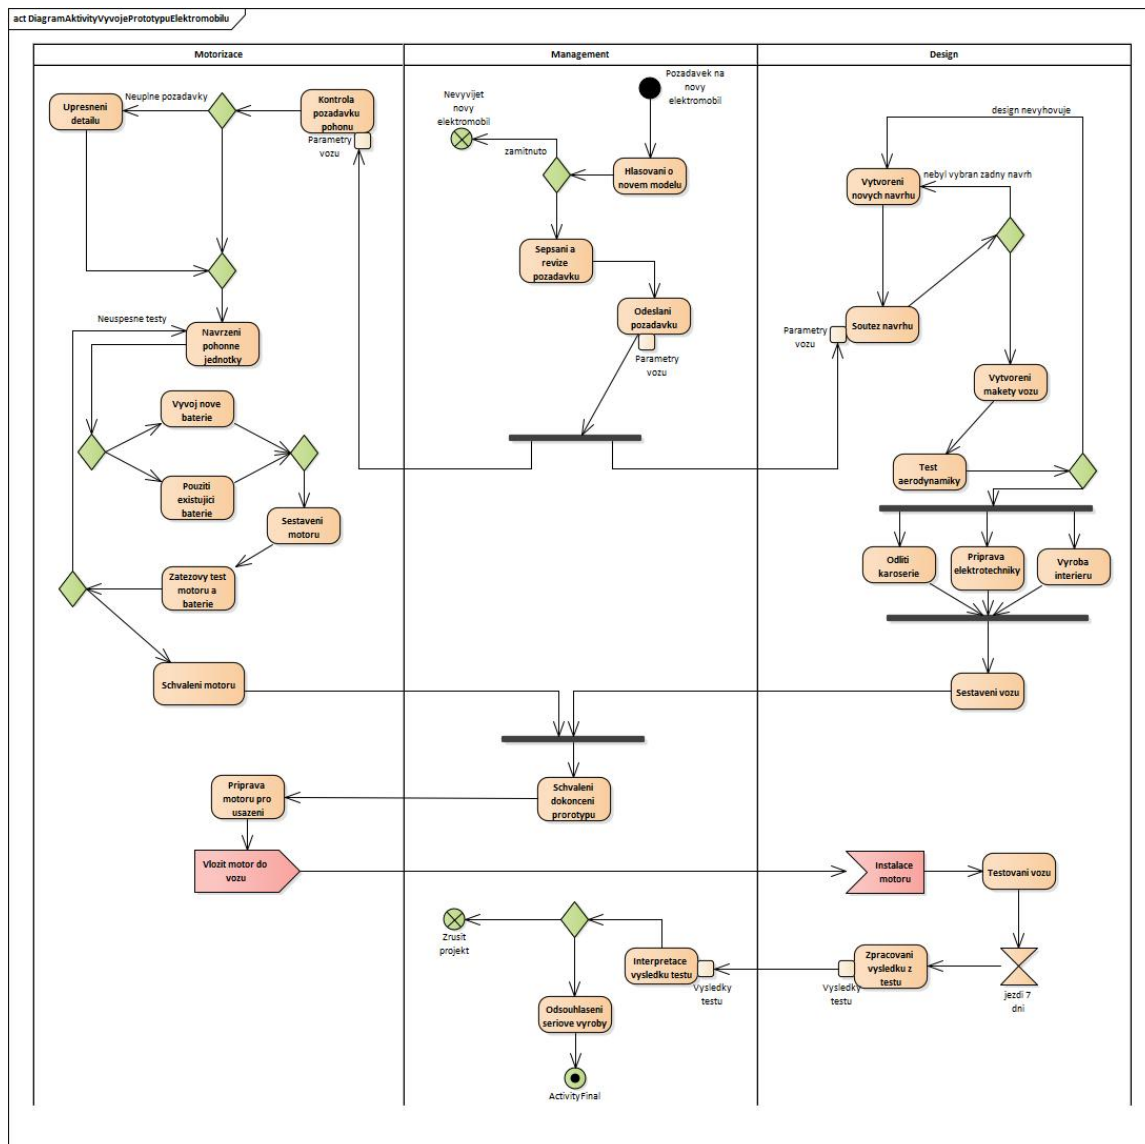 act DiagramAktivityVyvojePrototypuElektromobilu
Motorizace
Management
Design
Upresneni
detailu
Neuplne pozadavky
Kontrola
pozadavku
pohonu
Parametry
vozu
Nevyvijet
novy
elektromobil
zamitnuto
Pozadavek na
novy
elektromobil
Hlasovani o
novem modelu
Sepsani a
revize
pozadavku
Odeslani
pozadavku
Parametry
vozu
design nevyhovuje
Vytvoreni
novych navrhu
nebyl vybran zadny navrh
Soutez navrhu
Parametry
vozu
Vytvoreni
makety vozu
Test
aerodynamiky
Neuspesne testy
Navrzeni
pohonne
jednotky
Vyvoj nove
baterie
Pouziti
existujici
baterie
Sestaveni
motoru
Zatezovy test
motoru a
baterie
Schvaleni motoru
Odliti
karoserie
Priprava
elektrotechniky
Vyroba
interieru
Sestaveni vozu
Priprava
motoru pro
usazeni
Schvaleni
dokonceni
prorotypu
Vlozit motor do
vozu
Instalace
motoru
Testovani vozu
Zrusit
projekt
Interpretace
vysledku testu
Vysledky
testu
Vysledky
testu
Zpracovani
vysledku z
testu
jezdi 7
dni
Odsouhlaseni
seriove vyroby
ActivityFinal